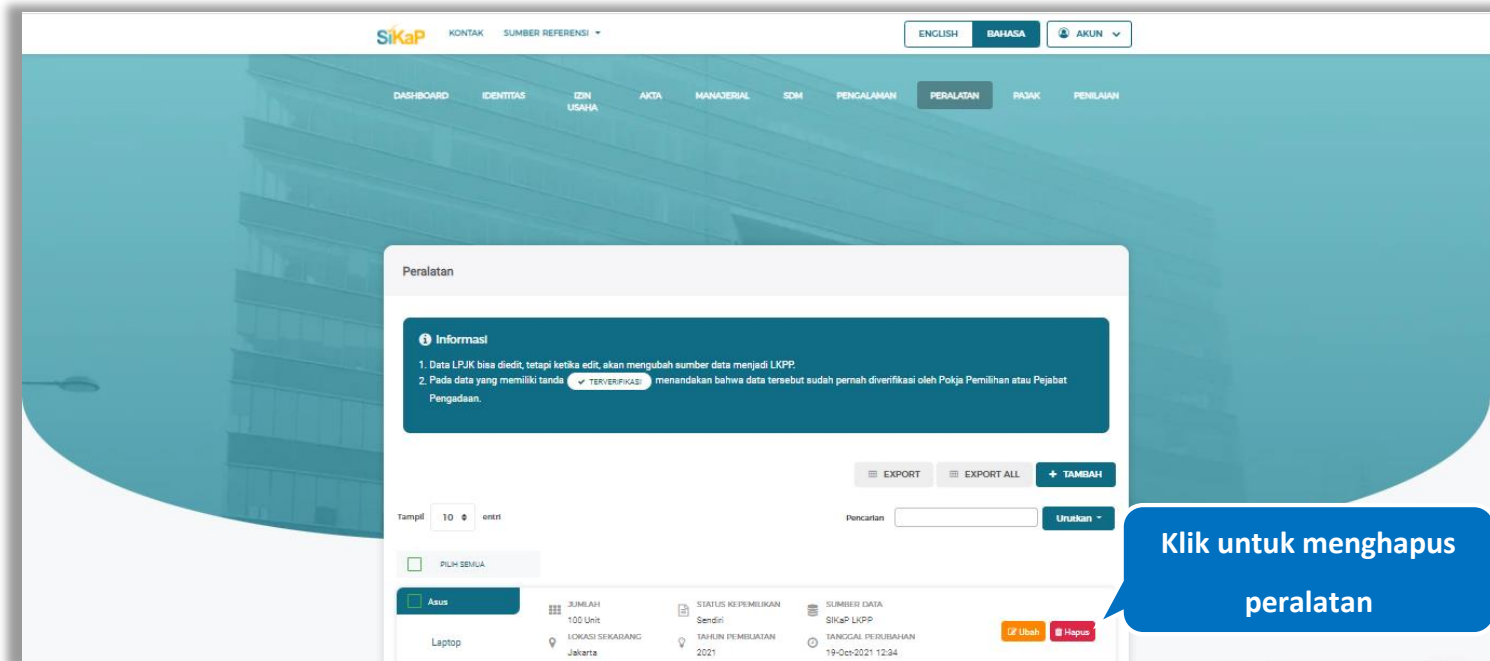 SiKaP KONTAK SUMBER REFERENSI ENGLISH BAHASA AKUN
DASHBOARD IDENTITAS IZIN USAHA AKTA MANAJERIAL SDM PENGALAMAN PERALATAN PAJAK PENILAIAN
Peralatan
Informasi
1. Data LPJK bisa diedit, tetapi ketika edit, akan mengubah sumber data menjadi LKPP.
2. Pada data yang memiliki tanda TERVERIFIKASI menandakan bahwa data tersebut sudah pernah diverifikasi oleh Pokja Pemilihan atau Pejabat
Pengadaan.
EXPORT EXPORT ALL + TAMBAH
Tampil 10 entri Pencarian Urutkan
PILIH SEMUA
Asus
Laptop
JUMLAH
100 Unit
LOKASI SEKARANG
Jakarta
STATUS KEPEMILIKAN
Sendiri
TAHUN PEMBUATAN
2021
SUMBER DATA
SIKaP LKPP
TANGGAL PERUBAHAN
19-Oct-2021 12:34
Ubah Hapus
Klik untuk menghapus
peralatan